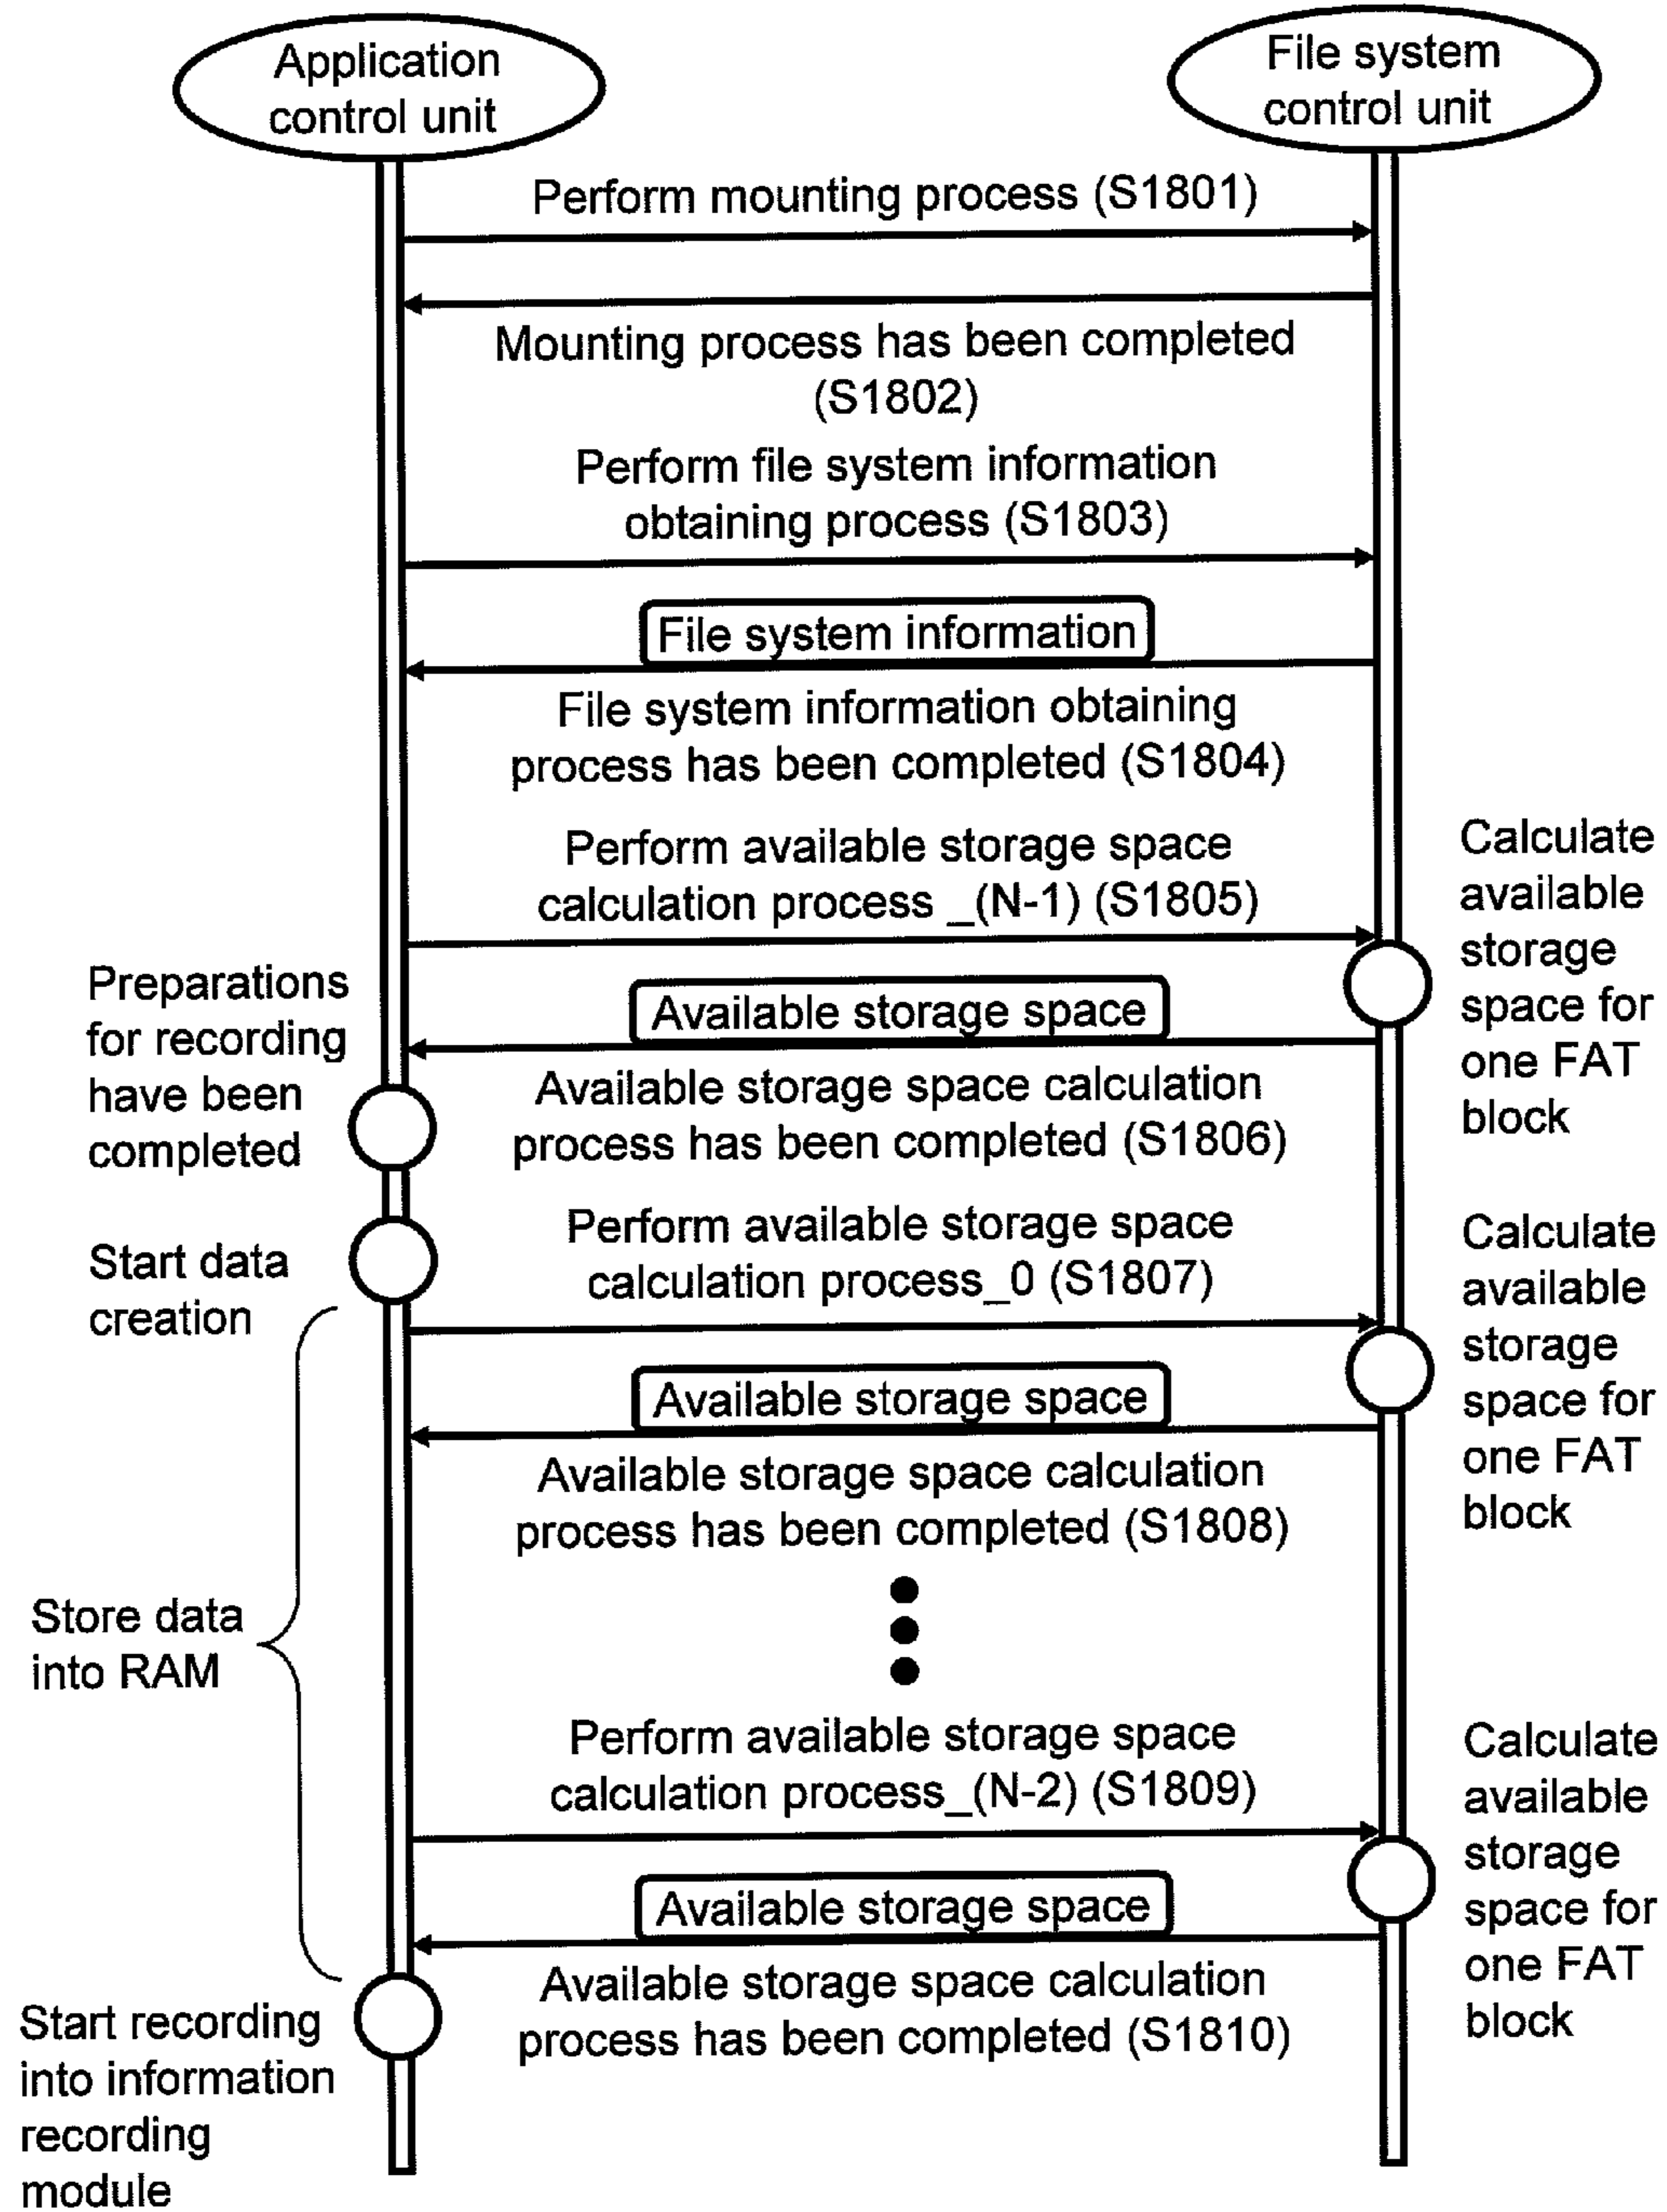 Application
control unit
File system
control unit
Perform mounting process (S1801)
Mounting process has been completed
(S1802)
Perform file system information
obtaining process (S1803)
File system information
File system information obtaining
process has been completed (S1804)
Perform available storage space
calculation process _(N-1) (S1805)
Calculate
available
storage
space for
one FAT
block
Available storage space
Preparations
for recording
have been
completed
Available storage space calculation
process has been completed (S1806)
Start data
creation
Perform available storage space
calculation process_0 (S1807)
Calculate
available
storage
space for
one FAT
block
Available storage space
Available storage space calculation
process has been completed (S1808)
Store data
into RAM
Perform available storage space
calculation process_(N-2) (S1809)
Calculate
available
storage
space for
one FAT
block
Available storage space
Available storage space calculation
process has been completed (S1810)
Start recording
into information
recording
module